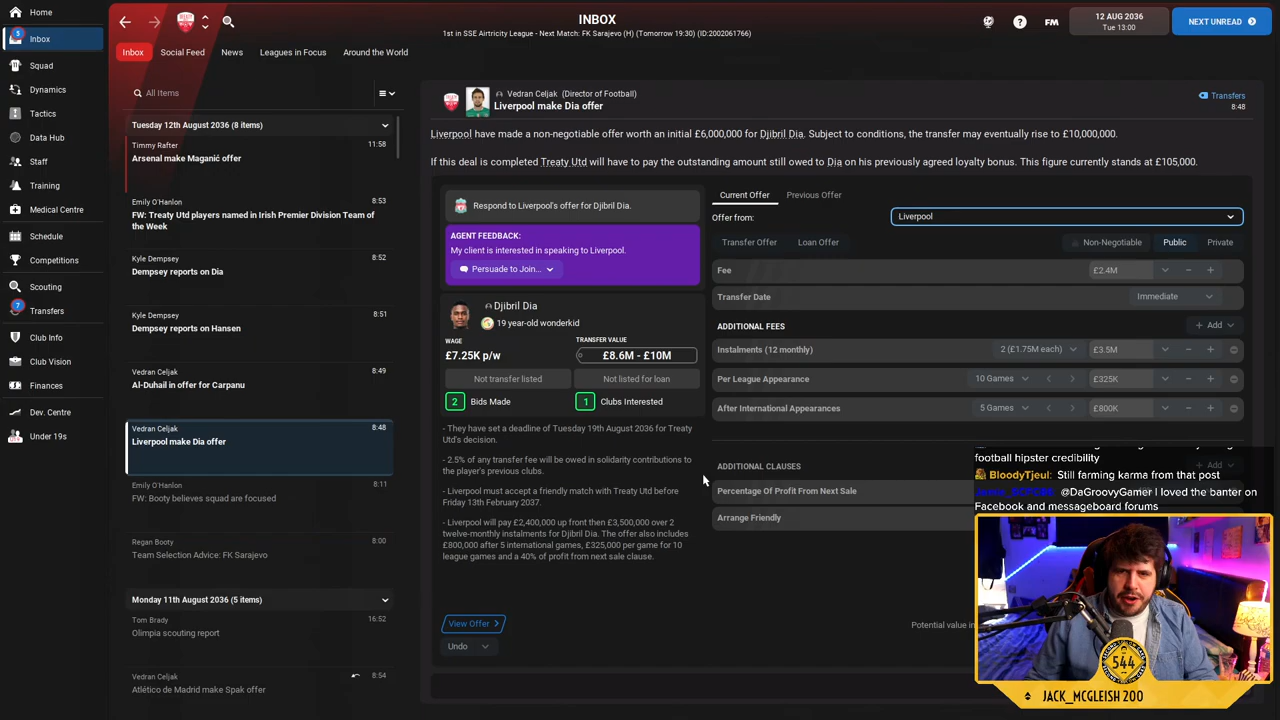 Home
INBOX
1st in SSE Airtricity League - Next Match: FK Sarajevo (H) (Tomorrow 19:30) (ID:2002061766)
FM
12 AUG 2036
Tue 13:00
NEXT UNREAD
5
Inbox
Squad
Dynamics
Tactics
Data Hub
Staff
Training
Medical Centre
Schedule
Competitions
Scouting
7
Transfers
Club Info
Club Vision
Finances
Dev. Centre
Under 19s
Inbox
Social Feed
News
Leagues in Focus
Around the World
All Items
Tuesday 12th August 2036 (8 items)
Timmy Rafter
11:58
Arsenal make Maganić offer
Emily O'Hanlon
8:53
FW: Treaty Utd players named in Irish Premier Division Team of
the Week
Kyle Dempsey
8:52
Dempsey reports on Dia
Kyle Dempsey
8:51
Dempsey reports on Hansen
Vedran Celjak
8:49
Al-Duhail in offer for Carpanu
Vedran Celjak
8:48
Liverpool make Dia offer
Emily O'Hanlon
8:11
FW: Booty believes squad are focused
Regan Booty
8:00
Team Selection Advice: FK Sarajevo
Monday 11th August 2036 (5 items)
Tom Brady
16:52
Olimpia scouting report
Vedran Celjak
8:54
Atlético de Madrid make Spak offer
Vedran Celjak (Director of Football)
Liverpool make Dia offer
Transfers
8:48
Liverpool have made a non-negotiable offer worth an initial £6,000,000 for Djibril Dia. Subject to conditions, the transfer may eventually rise to £10,000,000.
If this deal is completed Treaty Utd will have to pay the outstanding amount still owed to Dia on his previously agreed loyalty bonus. This figure currently stands at £105,000.
Respond to Liverpool's offer for Djibril Dia.
AGENT FEEDBACK:
My client is interested in speaking to Liverpool.
Persuade to Join...
Djibril Dia
19 year-old wonderkid
WAGE
£7.25K p/w
TRANSFER VALUE
£8.6M - £10M
Not transfer listed
Not listed for loan
2 Bids Made
1 Clubs Interested
- They have set a deadline of Tuesday 19th August 2036 for Treaty
Utd's decision.
- 2.5% of any transfer fee will be owed in solidarity contributions to
the player's previous clubs.
- Liverpool must accept a friendly match with Treaty Utd before
Friday 13th February 2037.
- Liverpool will pay £2,400,000 up front then £3,500,000 over 2
twelve-monthly instalments for Djibril Dia. The offer also includes
£800,000 after 5 international games, £325,000 per game for 10
league games and a 40% of profit from next sale clause.
View Offer
Undo
Current Offer
Previous Offer
Offer from:
Liverpool
Transfer Offer
Loan Offer
Non-Negotiable
Public
Private
Fee
£2.4M
Transfer Date
Immediate
ADDITIONAL FEES
Add
Instalments (12 monthly)
2 (£1.75M each)
£3.5M
Per League Appearance
10 Games
£325K
After International Appearances
5 Games
£800K
ADDITIONAL CLAUSES
Add
Percentage Of Profit From Next Sale
Arrange Friendly
Potential value in
football hipster credibility
BloodyTjeul: Still farming karma from that post
@DaGroovyGamer I loved the banter on
Facebook and messageboard forums
544
JACK_MCGLEISH 200